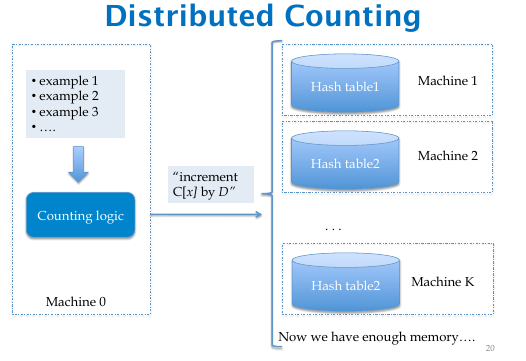 Distributed Counting
• example 1
• example 2
• example 3
• ….
Counting logic
Machine 0
“increment
C[x] by D”
Hash table1
Machine 1
Hash table2
Machine 2
. . .
Hash table2
Machine K
Now we have enough memory….
20